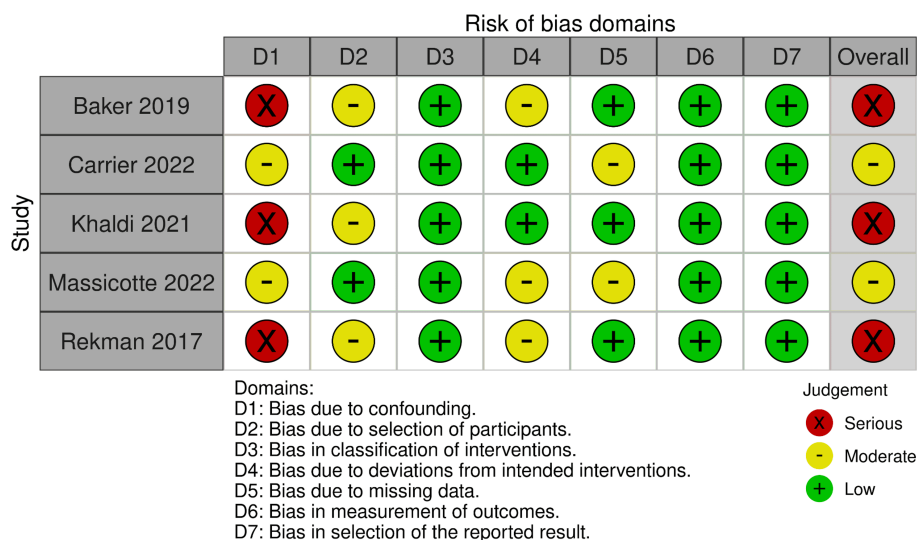 Risk of bias domains
D1 D2 D3 D4 D5 D6 D7 Overall
Study
Baker 2019 X - + - + + + X
Carrier 2022 - + + + - + + -
Khaldi 2021 X - + + + + + X
Massicotte 2022 - + + - - + + -
Rekman 2017 X - + - + + + X
Domains:
D1: Bias due to confounding.
D2: Bias due to selection of participants.
D3: Bias in classification of interventions.
D4: Bias due to deviations from intended interventions.
D5: Bias due to missing data.
D6: Bias in measurement of outcomes.
D7: Bias in selection of the reported result.
Judgement
X Serious
- Moderate
+ Low